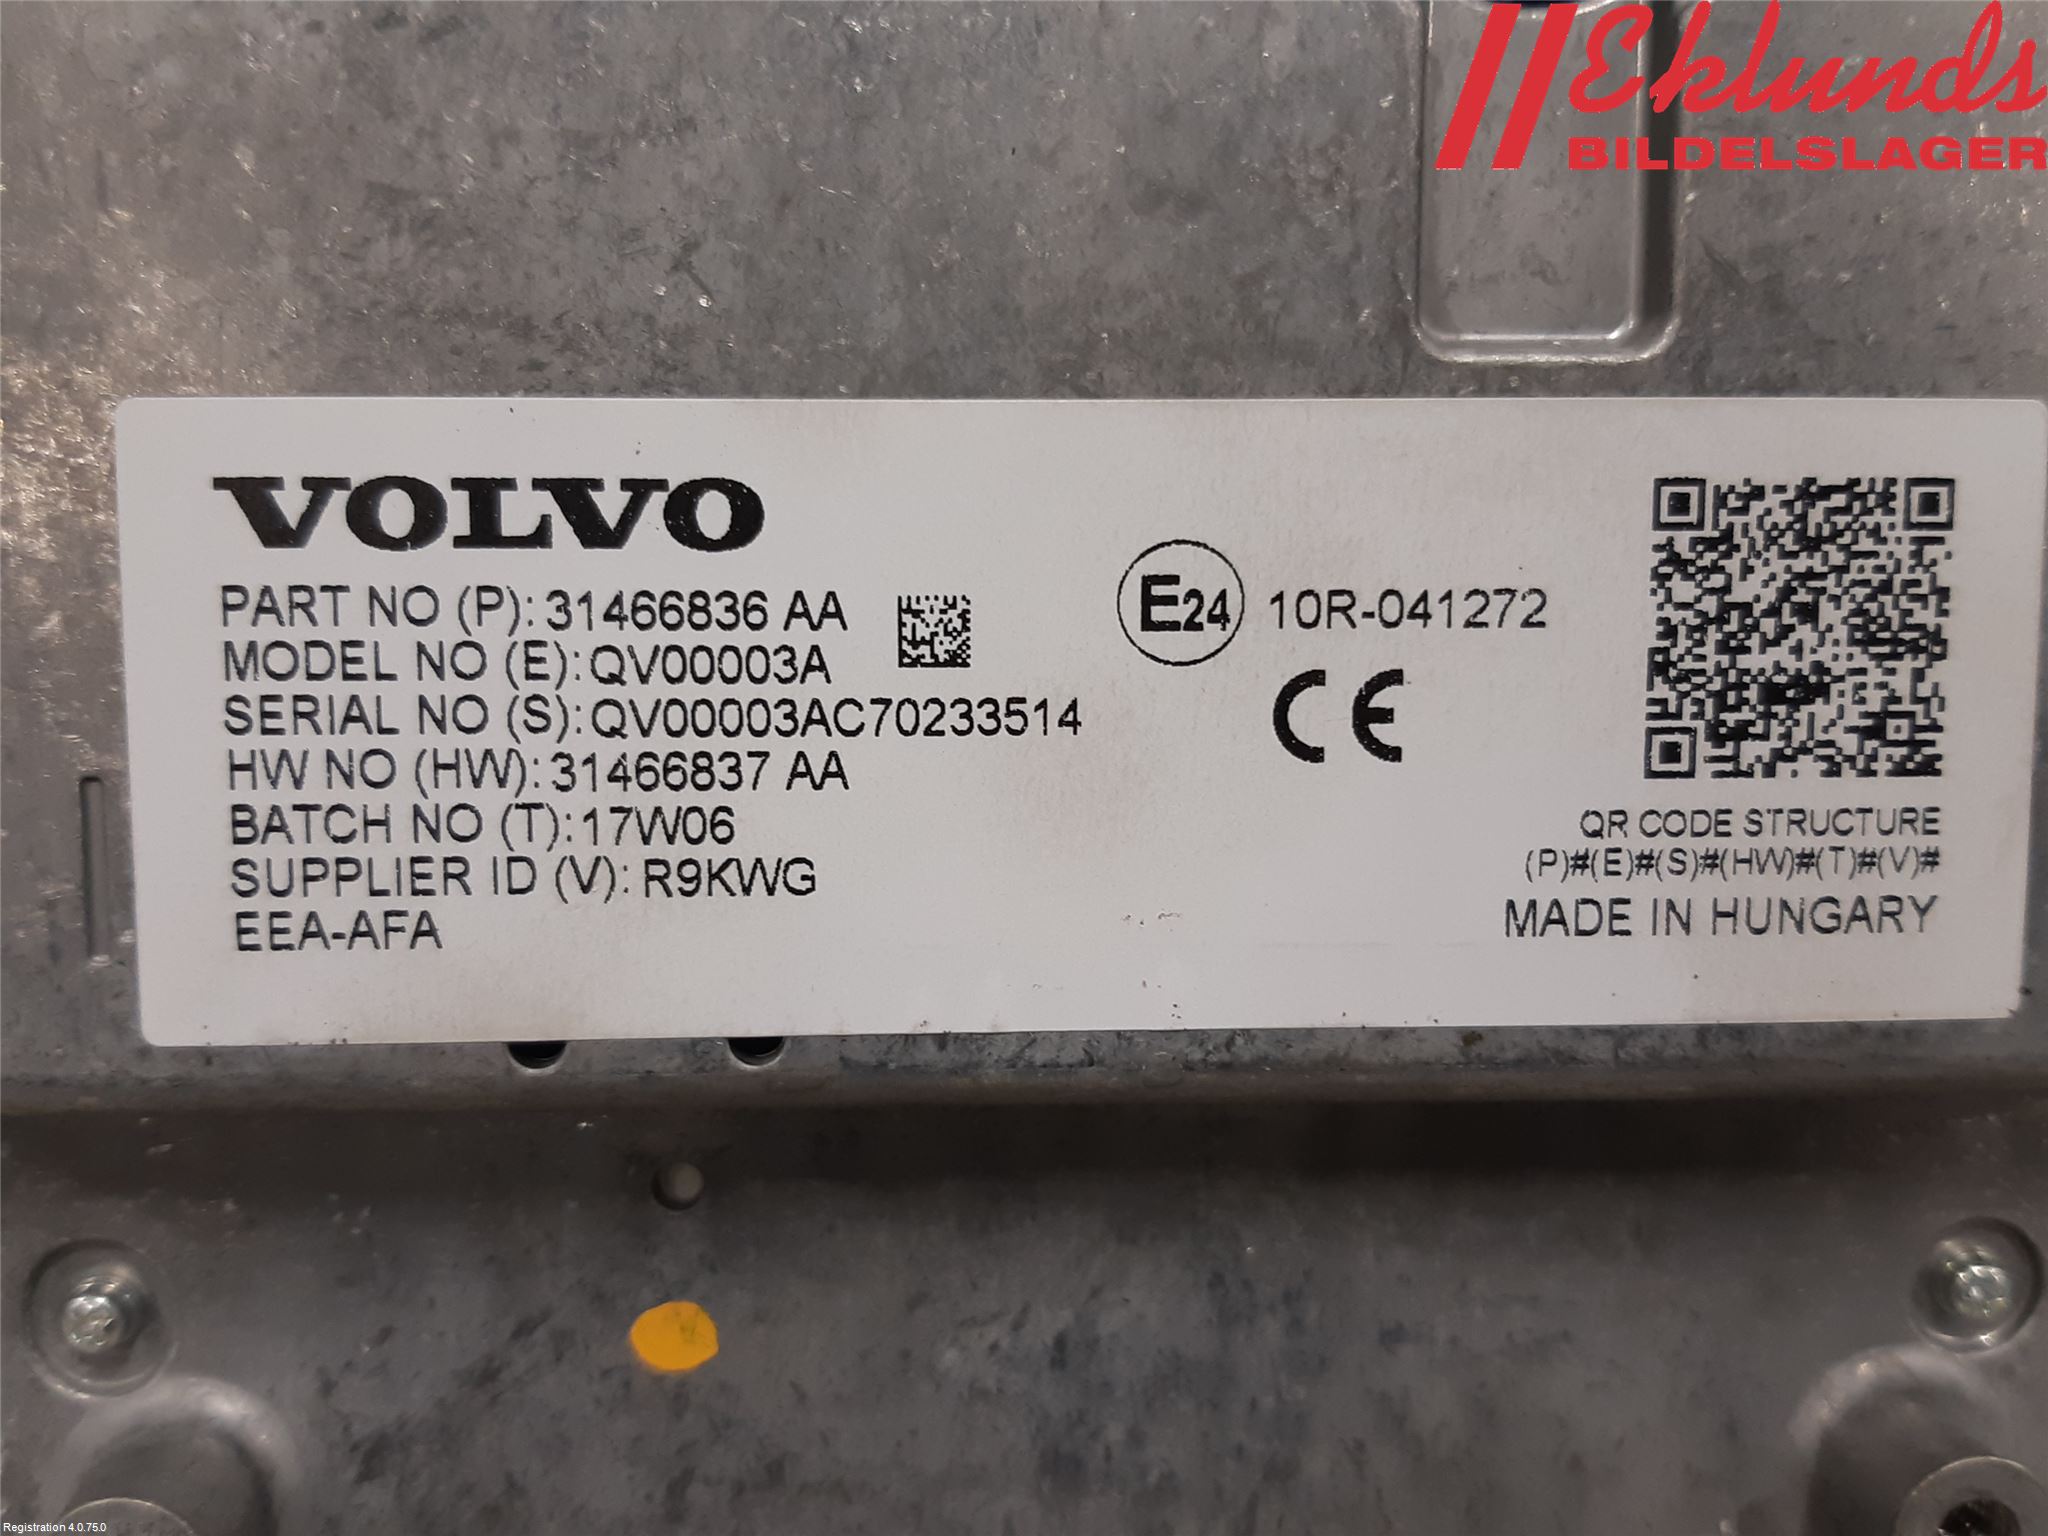 Eklunds
BILDELSLAGER
VOLVO
PART NO (P): 31466836 AA
MODEL NO (E): QV00003A
SERIAL NO (S): QV00003AC70233514
HW NO (HW): 31466837 AA
BATCH NO (T): 17W06
SUPPLIER ID (V): R9KWG
EEA-AFA
E24 10R-041272
CE
QR CODE STRUCTURE
(P)#(E)#(S)#(HW)#(T)#(V)#
MADE IN HUNGARY
Registration 4.0.75.0